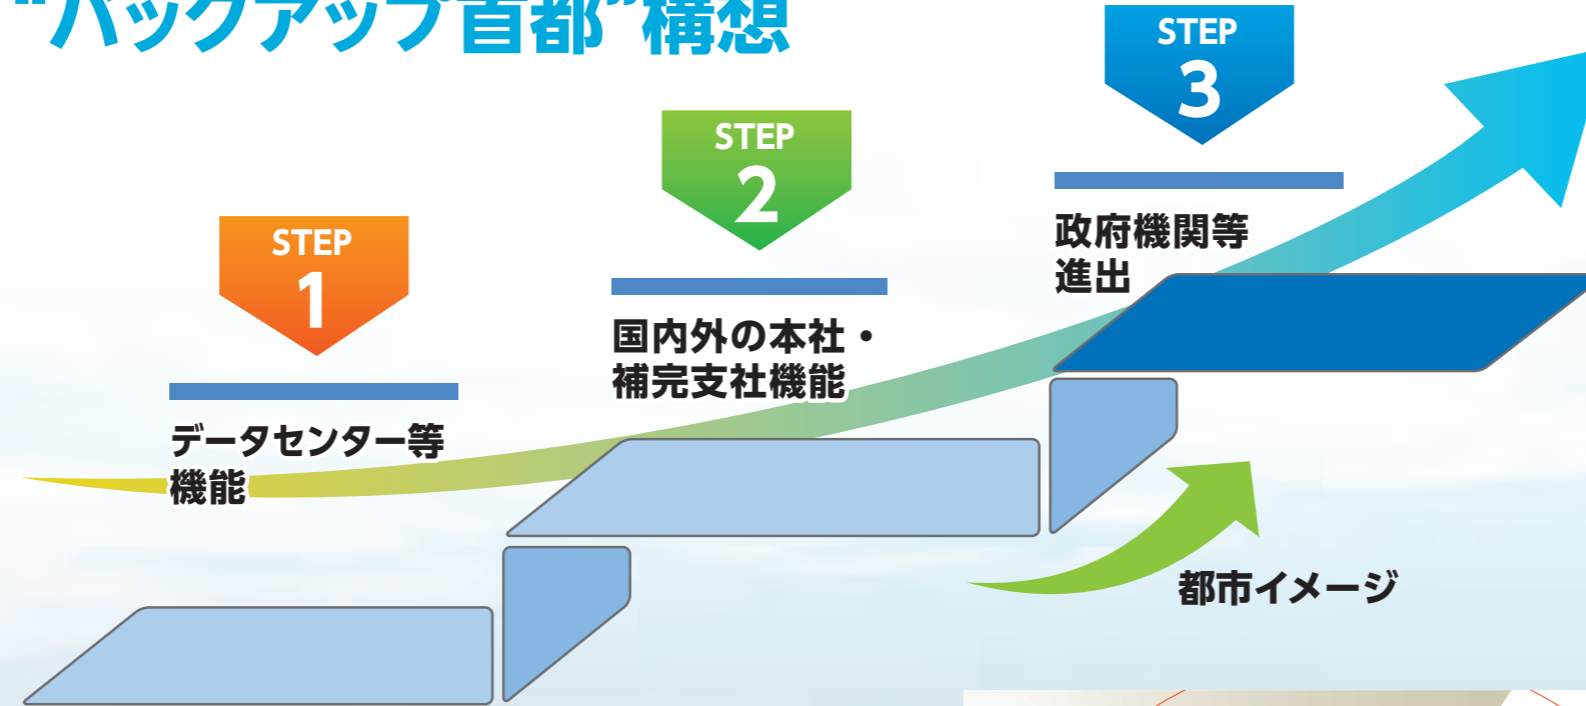 “バックアップ首都”構想
STEP
1
データセンター等
機能
STEP
2
国内外の本社・
補完支社機能
STEP
3
政府機関等
進出
都市イメージ